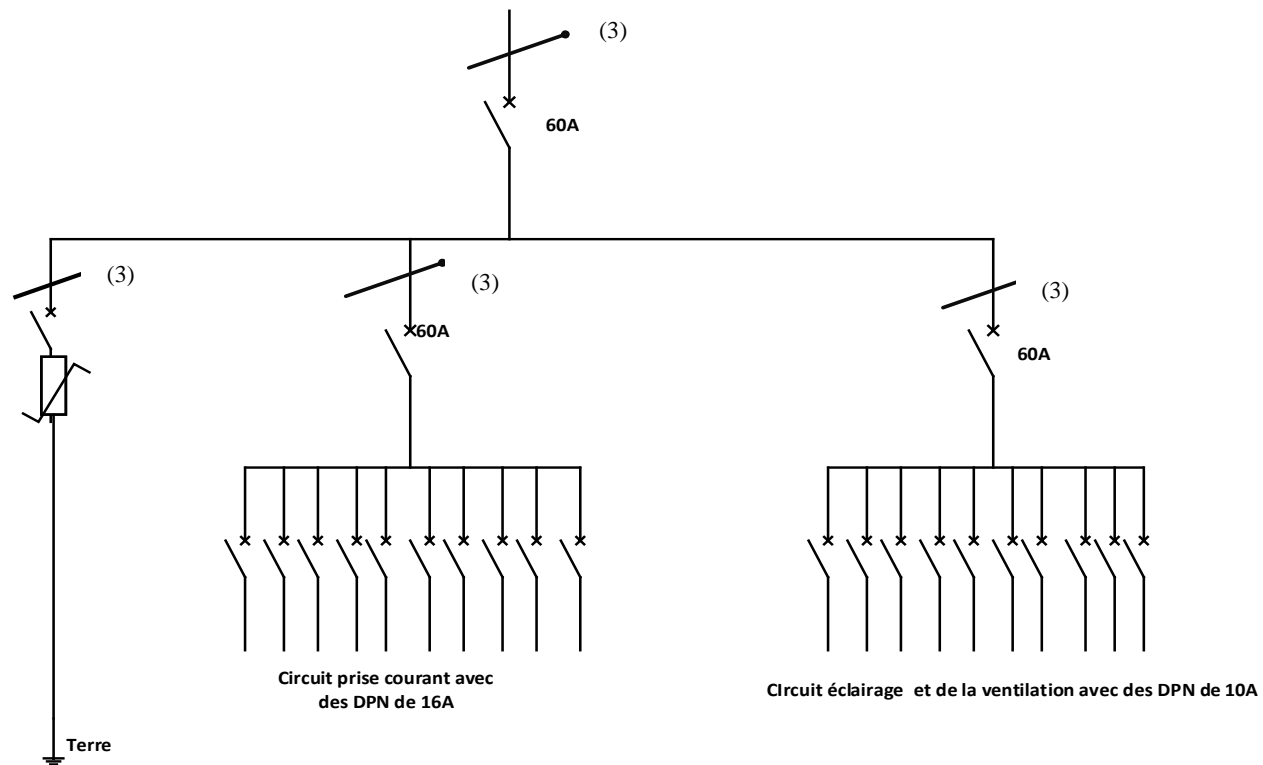 (3)
60A
(3)
(3)
(3)
60A
60A
Circuit prise courant avec
des DPN de 16A
CIrcuit éclairage et de la ventilation avec des DPN de 10A
Terre